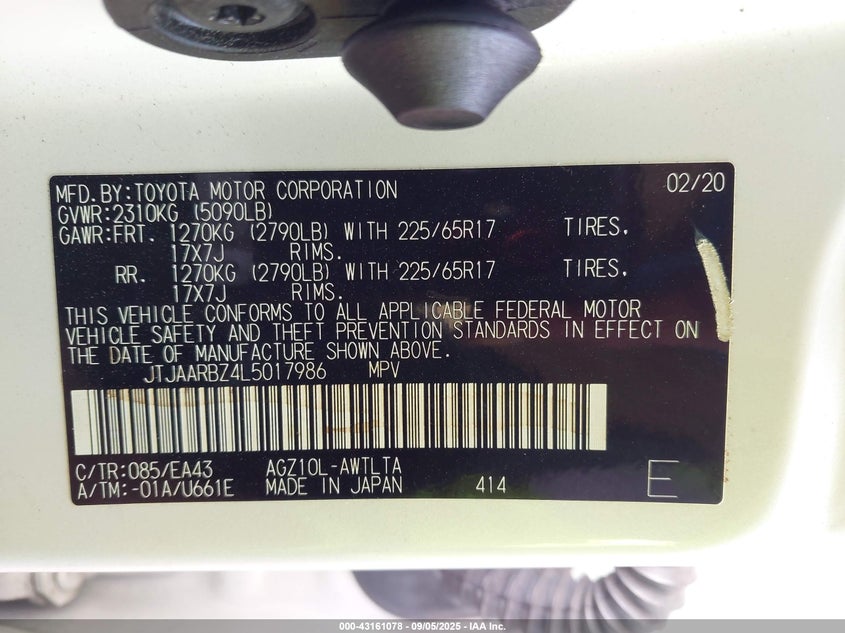 MFD.BY:TOYOTA MOTOR CORPORATION 02/20
GVWR:2310KG (5090LB)
GAWR:FRT. 1270KG (2790LB) WITH 225/65R17 TIRES.
17X7J RIMS.
RR. 1270KG (2790LB) WITH 225/65R17 TIRES.
17X7J RIMS.
THIS VEHICLE CONFORMS TO ALL APPLICABLE FEDERAL MOTOR
VEHICLE SAFETY AND THEFT PREVENTION STANDARDS IN EFFECT ON
THE DATE OF MANUFACTURE SHOWN ABOVE.
JTJAARBZ4L5017986 MPV
C/TR:085/EA43 AGZ10L-AWTLTA
A/TM:-01A/U661E MADE IN JAPAN 414 E
000-43161078 - 09/05/2025 - IAA Inc.